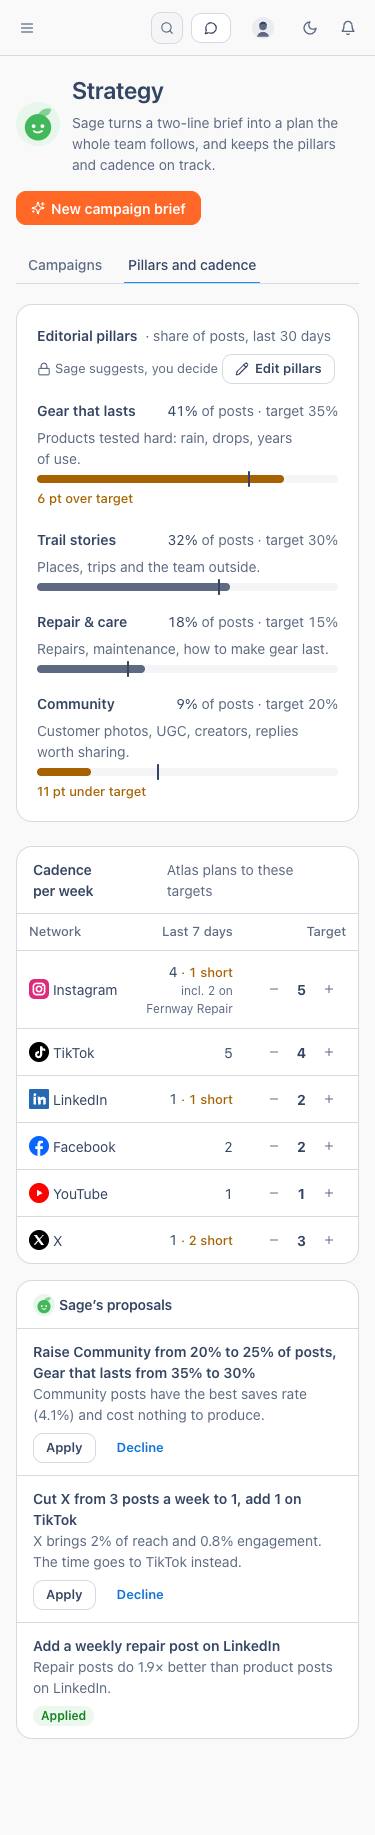 Strategy
Sage turns a two-line brief into a plan the
whole team follows, and keeps the pillars
and cadence on track.
New campaign brief
Campaigns Pillars and cadence
Editorial pillars · share of posts, last 30 days
Sage suggests, you decide Edit pillars
Gear that lasts 41% of posts · target 35%
Products tested hard: rain, drops, years
of use.
6 pt over target
Trail stories 32% of posts · target 30%
Places, trips and the team outside.
Repair & care 18% of posts · target 15%
Repairs, maintenance, how to make gear last.
Community 9% of posts · target 20%
Customer photos, UGC, creators, replies
worth sharing.
11 pt under target
Cadence
per week
Atlas plans to these
targets
Network Last 7 days Target
Instagram 4 · 1 short
incl. 2 on
Fernway Repair
− 5 +
TikTok 5 − 4 +
LinkedIn 1 · 1 short − 2 +
Facebook 2 − 2 +
YouTube 1 − 1 +
X 1 · 2 short − 3 +
Sage's proposals
Raise Community from 20% to 25% of posts,
Gear that lasts from 35% to 30%
Community posts have the best saves rate
(4.1%) and cost nothing to produce.
Apply Decline
Cut X from 3 posts a week to 1, add 1 on
TikTok
X brings 2% of reach and 0.8% engagement.
The time goes to TikTok instead.
Apply Decline
Add a weekly repair post on LinkedIn
Repair posts do 1.9× better than product posts
on LinkedIn.
Applied